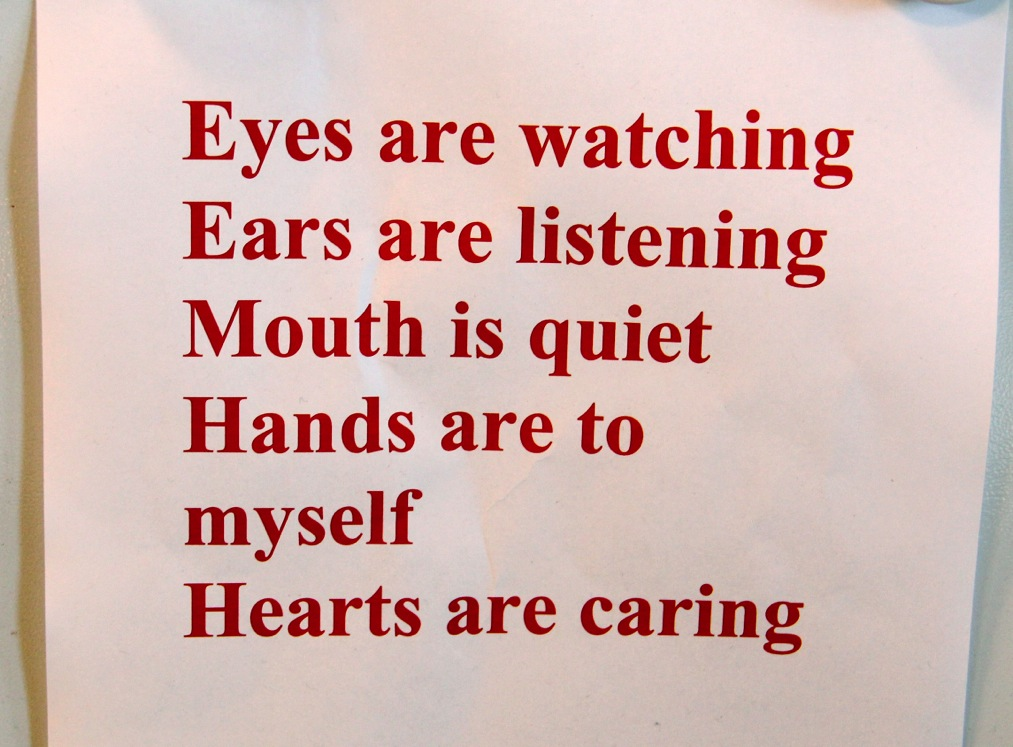 Eyes are watching
Ears are listening
Mouth is quiet
Hands are to
myself
Hearts are caring